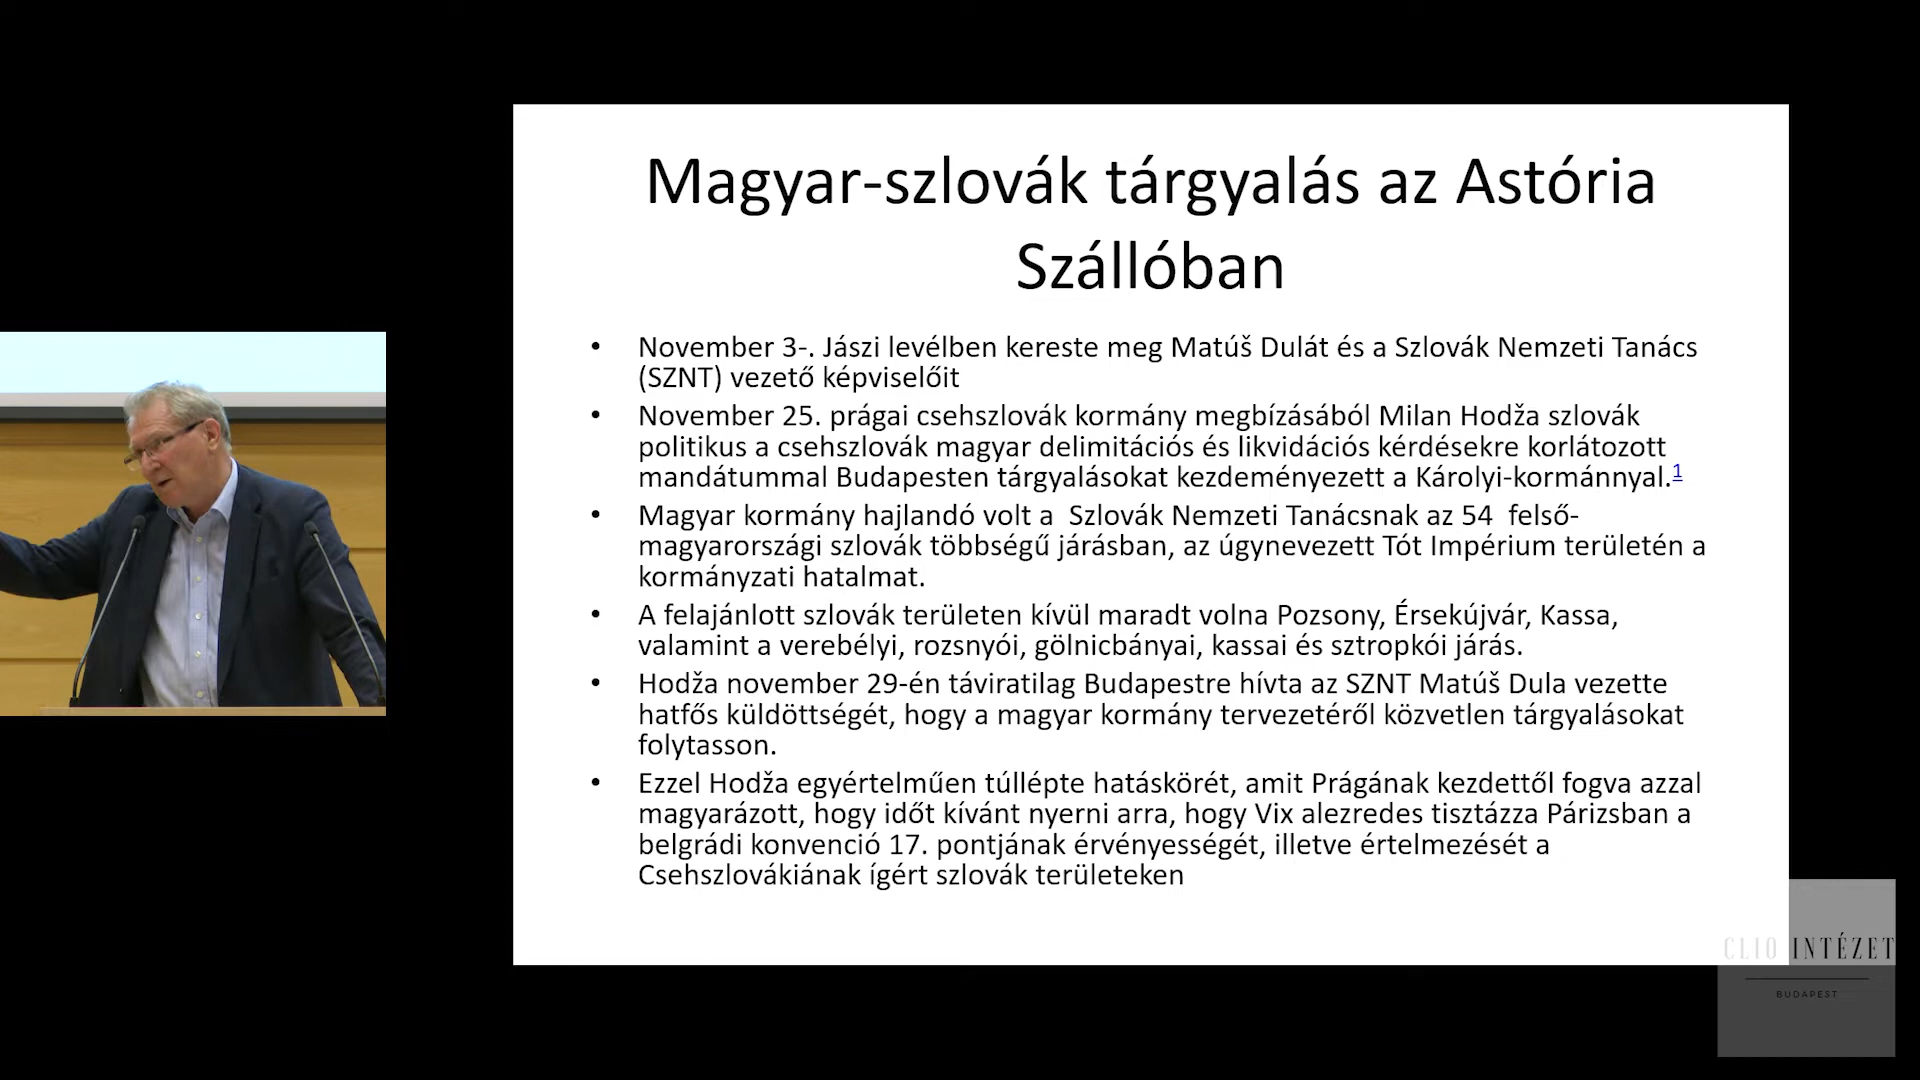 Magyar-szlovák tárgyalás az Astória
Szállóban
• November 3-. Jászi levélben kereste meg Matúš Dulát és a Szlovák Nemzeti Tanács
(SZNT) vezető képviselőit
• November 25. prágai csehszlovák kormány megbízásából Milan Hodža szlovák
politikus a csehszlovák magyar delimitációs és likvidációs kérdésekre korlátozott
mandátummal Budapesten tárgyalásokat kezdeményezett a Károlyi-kormánnyal.1
• Magyar kormány hajlandó volt a  Szlovák Nemzeti Tanácsnak az 54  felső-
magyarországi szlovák többségű járásban, az úgynevezett Tót Impérium területén a
kormányzati hatalmat.
• A felajánlott szlovák területen kívül maradt volna Pozsony, Érsekújvár, Kassa,
valamint a verebélyi, rozsnyói, gölnicbányai, kassai és sztropkói járás.
• Hodža november 29-én táviratilag Budapestre hívta az SZNT Matúš Dula vezette
hatfős küldöttségét, hogy a magyar kormány tervezetéről közvetlen tárgyalásokat
folytasson.
• Ezzel Hodža egyértelműen túllépte hatáskörét, amit Prágának kezdettől fogva azzal
magyarázott, hogy időt kívánt nyerni arra, hogy Vix alezredes tisztázza Párizsban a
belgrádi konvenció 17. pontjának érvényességét, illetve értelmezését a
Csehszlovákiának ígért szlovák területeken
CLIO INTÉZET
BUDAPEST